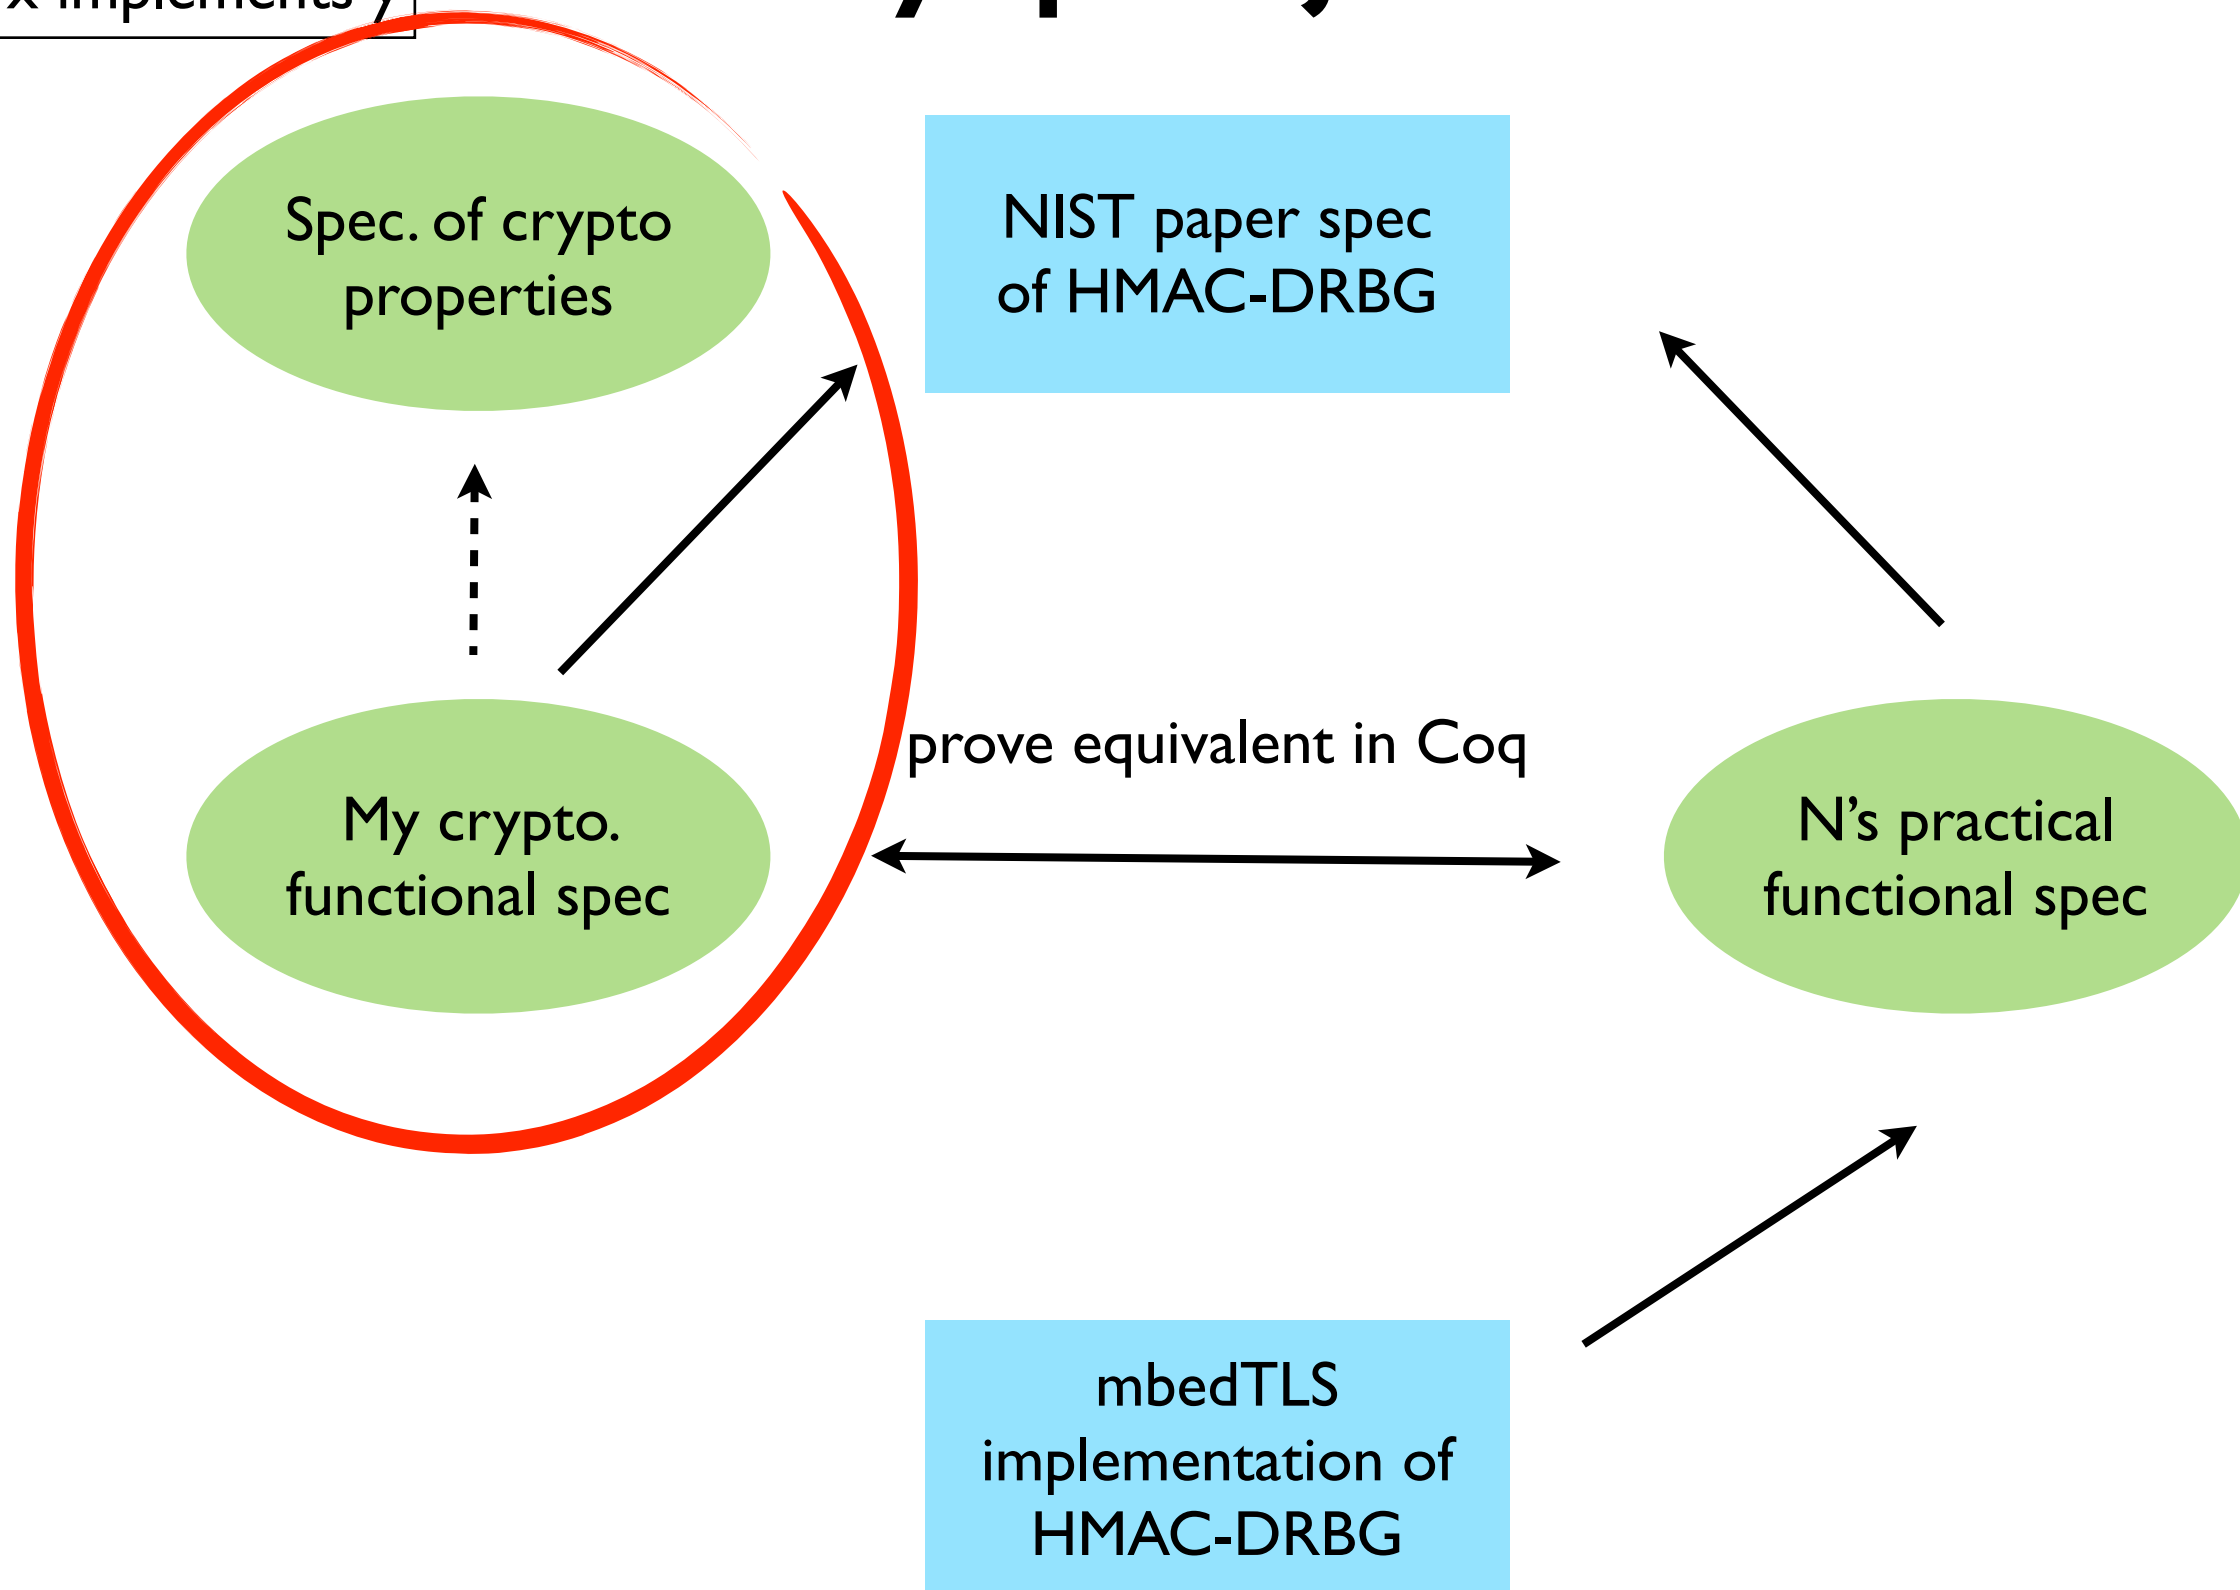 x implements y
Spec. of crypto
properties
NIST paper spec
of HMAC-DRBG
prove equivalent in Coq
My crypto.
functional spec
N’s practical
functional spec
mbedTLS
implementation of
HMAC-DRBG